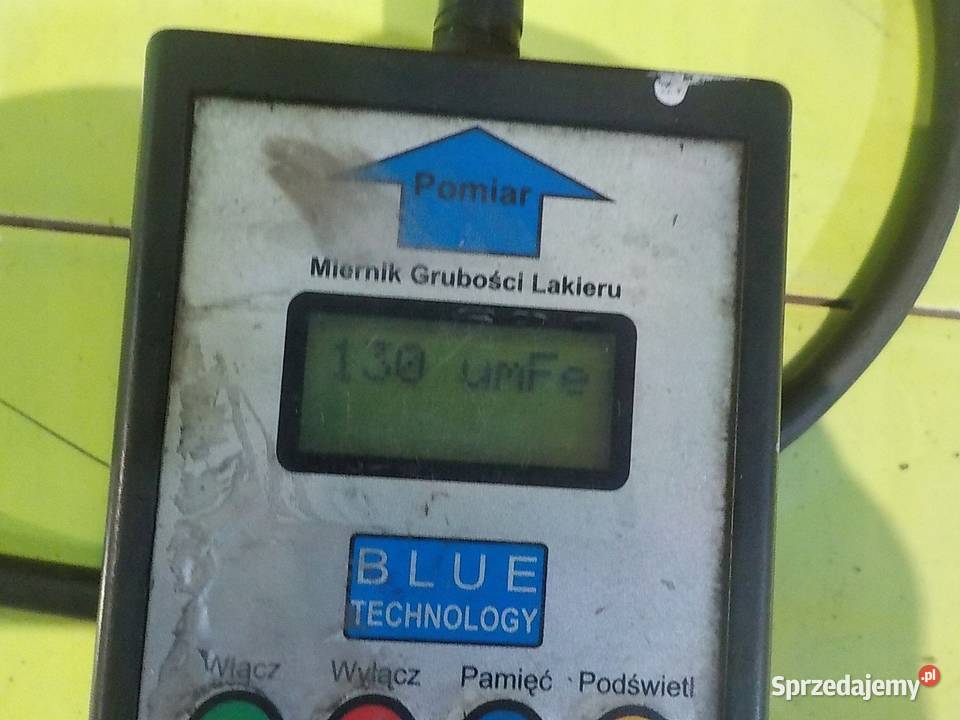 Pomiar
Miernik Grubości Lakieru
130 umFe
BLUE
TECHNOLOGY
Włącz Wyłącz Pamięć Podświetl
Sprzedajemy.pl